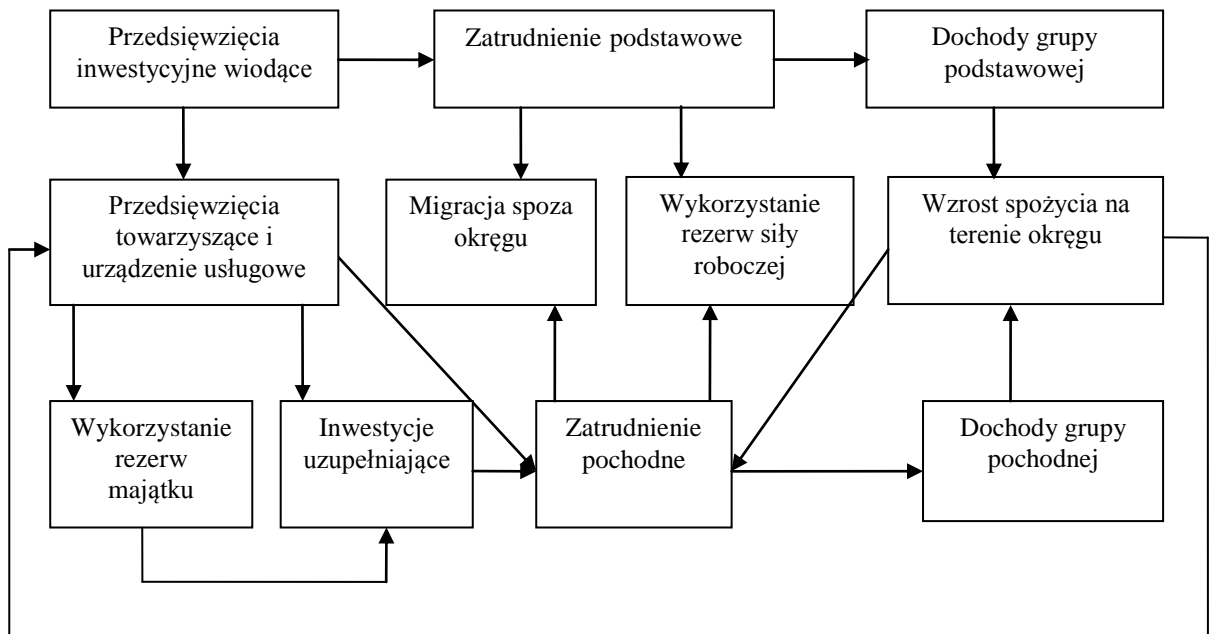 Przedsięwzięcia
inwestycyjne wiodące
Zatrudnienie podstawowe
Dochody grupy
podstawowej
Przedsięwzięcia
towarzyszące i
urządzenie usługowe
Migracja spoza
okręgu
Wykorzystanie
rezerw siły
roboczej
Wzrost spożycia na
terenie okręgu
Wykorzystanie
rezerw
majątku
Inwestycje
uzupełniające
Zatrudnienie
pochodne
Dochody grupy
pochodnej